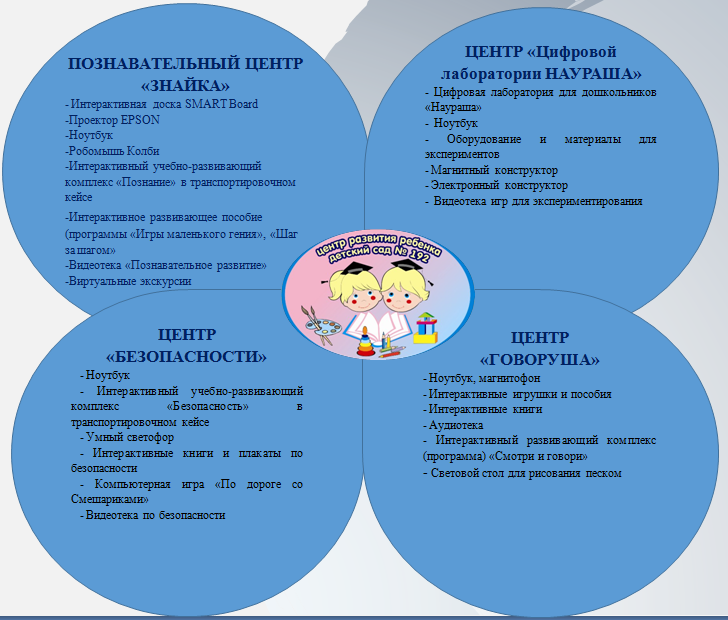 ПОЗНАВАТЕЛЬНЫЙ ЦЕНТР
«ЗНАЙКА»
-Интерактивная доска SMART Board
-Проектор EPSON
-Ноутбук
-Робомышь Колби
-Интерактивный учебно-развивающий
комплекс «Познание» в транспортировочном
кейсе
-Интерактивное развивающее пособие
(программы «Игры маленького гения», «Шаг
за шагом»
-Видеотека «Познавательное развитие»
-Виртуальные экскурсии
ЦЕНТР «Цифровой
лаборатории НАУРАША»
- Цифровая лаборатория для дошкольников
«Наураша»
- Ноутбук
- Оборудование и материалы для
экспериментов
-Магнитный конструктор
-Электронный конструктор
- Видеотека игр для экспериментирования
центр развития ребенка
детский сад № 192
ЦЕНТР
«БЕЗОПАСНОСТИ»
-Ноутбук
- Интерактивный учебно-развивающий
комплекс «Безопасность» в
транспортировочном кейсе
-Умный светофор
- Интерактивные книги и плакаты по
безопасности
- Компьютерная игра «По дороге со
Смешариками»
-Видеотека по безопасности
ЦЕНТР
«ГОВОРУША»
-Ноутбук, магнитофон
-Интерактивные игрушки и пособия
-Интерактивные книги
-Аудиотека
- Интерактивный развивающий комплекс
(программа) «Смотри и говори»
- Световой стол для рисования песком